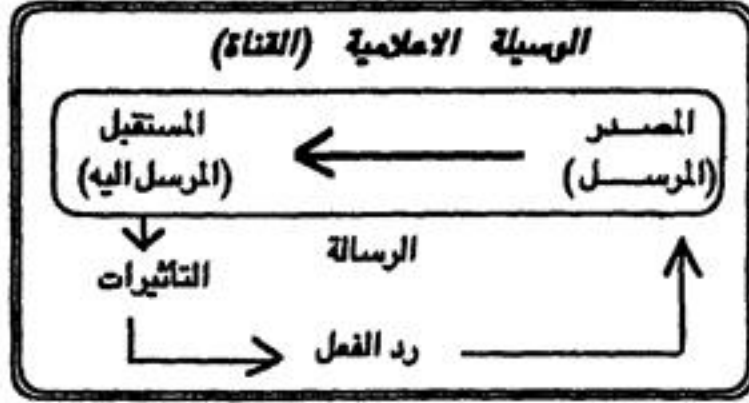 الوسيلة الاعلامية (القناة)
المصدر
(المرسل)
المستقبل
(المرسل اليه)
الرسالة
التأثيرات
رد الفعل